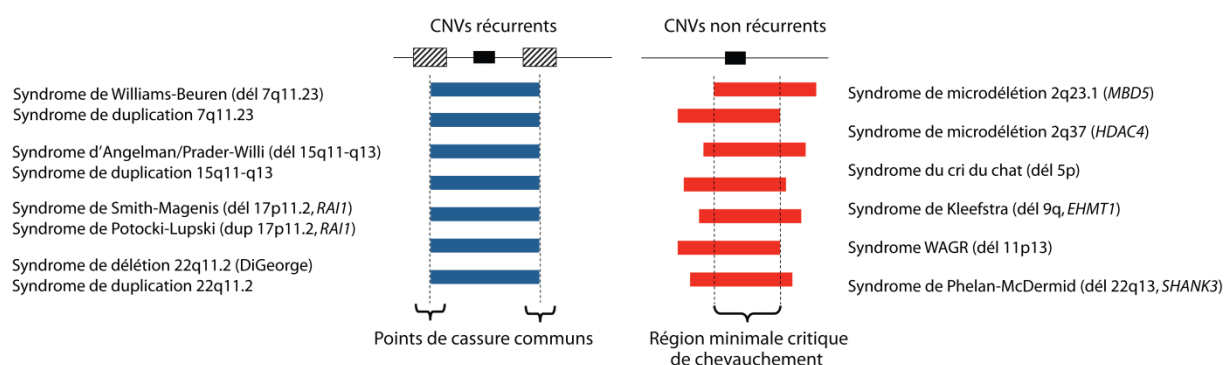 CNVs récurrents
CNVs non récurrents
Syndrome de Williams-Beuren (dél 7q11.23)
Syndrome de duplication 7q11.23
Syndrome d’Angelman/Prader-Willi (dél 15q11-q13)
Syndrome de duplication 15q11-q13
Syndrome de Smith-Magenis (dél 17p11.2, RAI1)
Syndrome de Potocki-Lupski (dup 17p11.2, RAI1)
Syndrome de délétion 22q11.2 (DiGeorge)
Syndrome de duplication 22q11.2
Syndrome de microdélétion 2q23.1 (MBD5)
Syndrome de microdélétion 2q37 (HDAC4)
Syndrome du cri du chat (dél 5p)
Syndrome de Kleefstra (dél 9q, EHMT1)
Syndrome WAGR (dél 11p13)
Syndrome de Phelan-McDermid (dél 22q13, SHANK3)
Points de cassure communs
Région minimale critique
de chevauchement